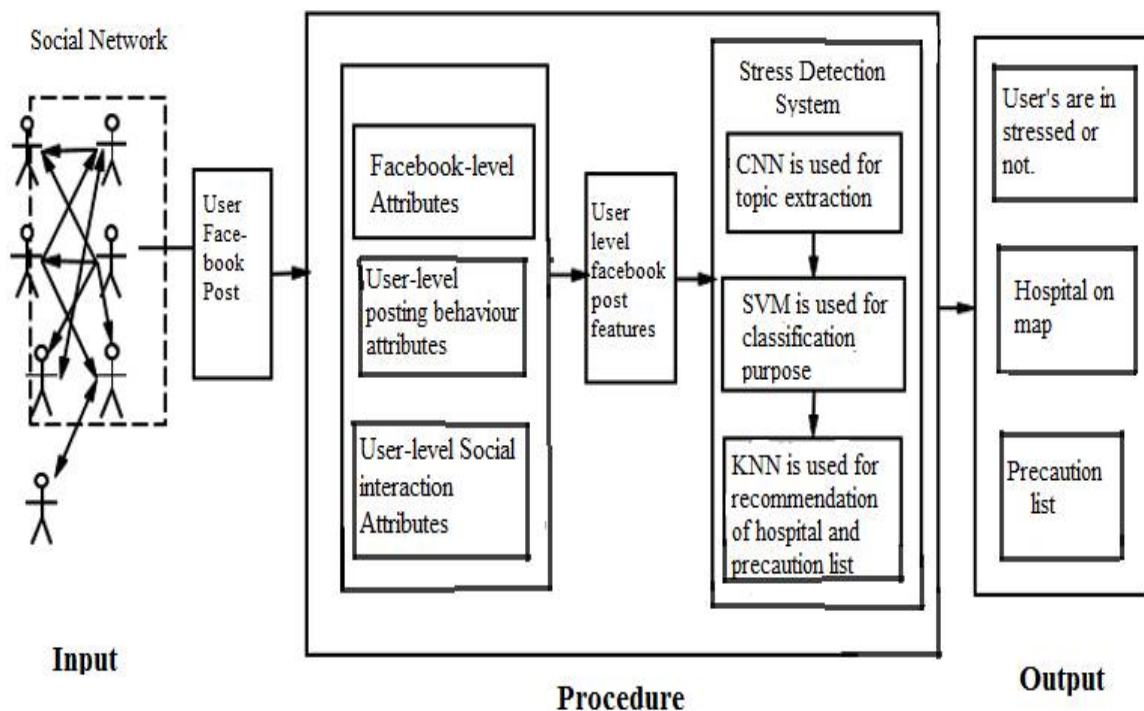 Social Network
User
Face-
book
Post
Facebook-level
Attributes
User-level
posting behaviour
attributes
User-level Social
interaction
Attributes
User
level
facebook
post
features
Stress Detection
System
CNN is used for
topic extraction
SVM is used for
classification
purpose
KNN is used for
recommendation
of hospital and
precaution list
User's are in
stressed or
not.
Hospital on
map
Precaution
list
Input
Procedure
Output